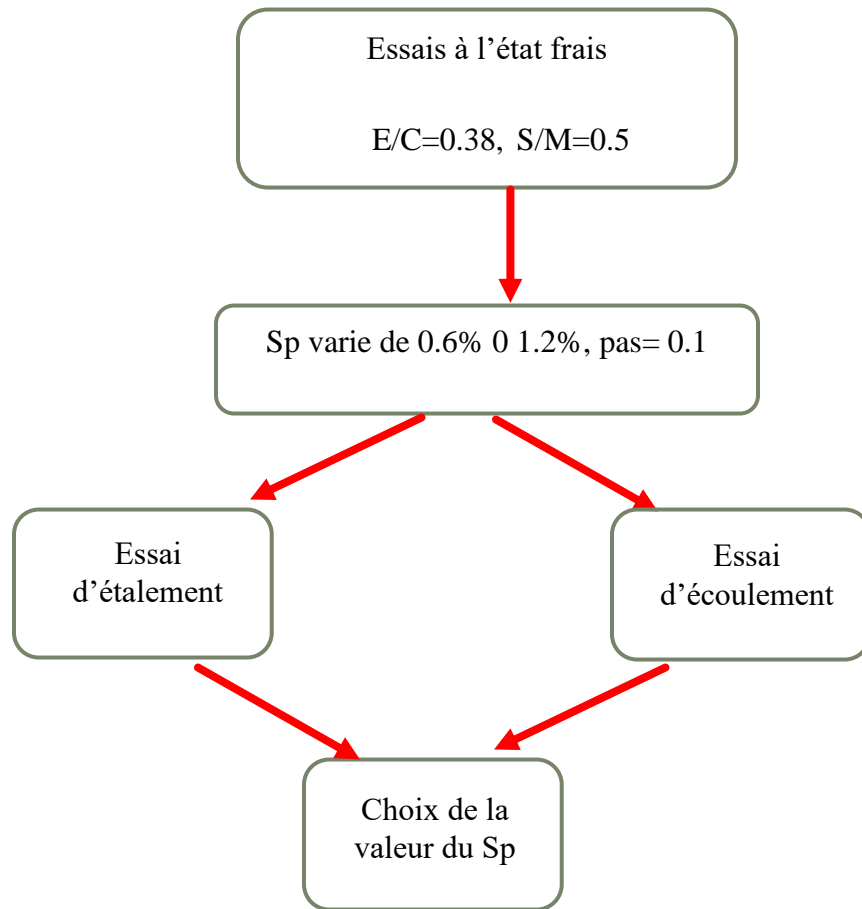 Essais à l’état frais
E/C=0.38, S/M=0.5
Sp varie de 0.6% 0 1.2%, pas= 0.1
Essai
d’étalement
Essai
d’écoulement
Choix de la
valeur du Sp